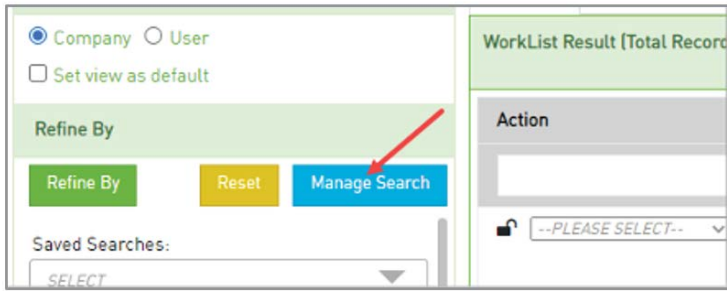 Company User
Set view as default
Refine By
Refine By Reset Manage Search
Saved Searches:
SELECT
WorkList Result (Total Record
Action
--PLEASE SELECT--